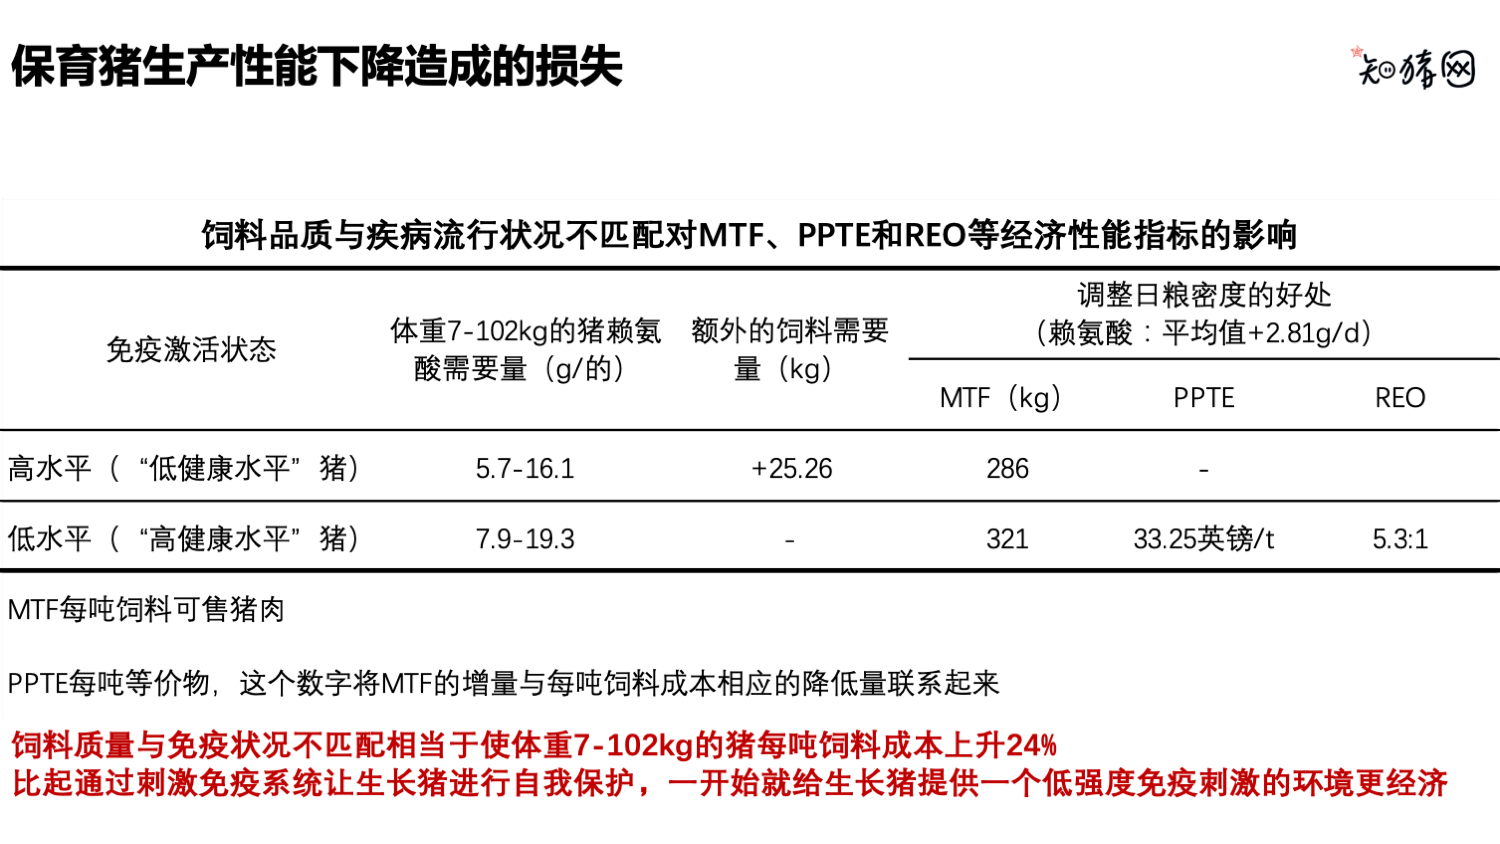 保育猪生产性能下降造成的损失
知猪网
饲料品质与疾病流行状况不匹配对MTF、PPTE和REO等经济性能指标的影响
免疫激活状态
体重7-102kg的猪赖氨
酸需要量（g/的）
额外的饲料需要
量（kg）
调整日粮密度的好处
（赖氨酸：平均值+2.81g/d）
MTF（kg）
PPTE
REO
高水平（ “低健康水平” 猪）
5.7-16.1
+25.26
286
-
低水平（ “高健康水平” 猪）
7.9-19.3
-
321
33.25英镑/t
5.3:1
MTF每吨饲料可售猪肉
PPTE每吨等价物，这个数字将MTF的增量与每吨饲料成本相应的降低量联系起来
饲料质量与免疫状况不匹配相当于使体重7-102kg的猪每吨饲料成本上升24%
比起通过刺激免疫系统让生长猪进行自我保护，一开始就给生长猪提供一个低强度免疫刺激的环境更经济